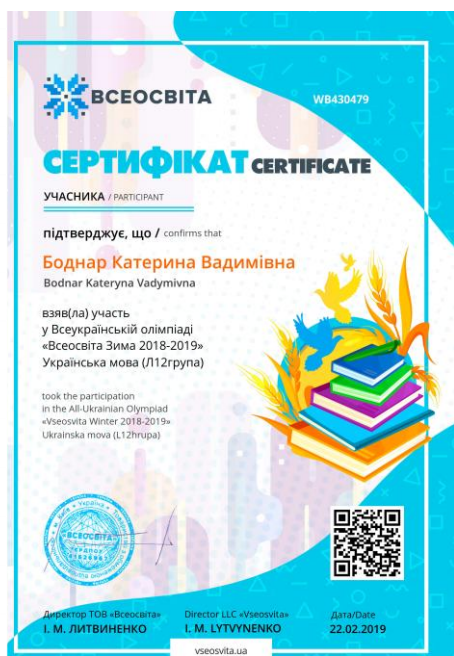 ВСЕОСВІТА
WB430479
СЕРТИФІКАТ CERTIFICATE
УЧАСНИКА / PARTICIPANT
підтверджує, що / confirms that
Боднар Катерина Вадимівна
Bodnar Kateryna Vadymivna
взяв(ла) участь
у Всеукраїнській олімпіаді
«Всеосвіта Зима 2018-2019»
Українська мова (Л12група)
took the participation
in the All-Ukrainian Olympiad
«Vseosvita Winter 2018-2019»
Ukrainska mova (L12hrupa)
Україна
ВСЕОСВІТА
Директор ТОВ «Всеосвіта»
І. М. ЛИТВИНЕНКО
Director LLC «Vseosvita»
I. M. LYTVYNENKO
Дата/Date
22.02.2019
vseosvita.ua